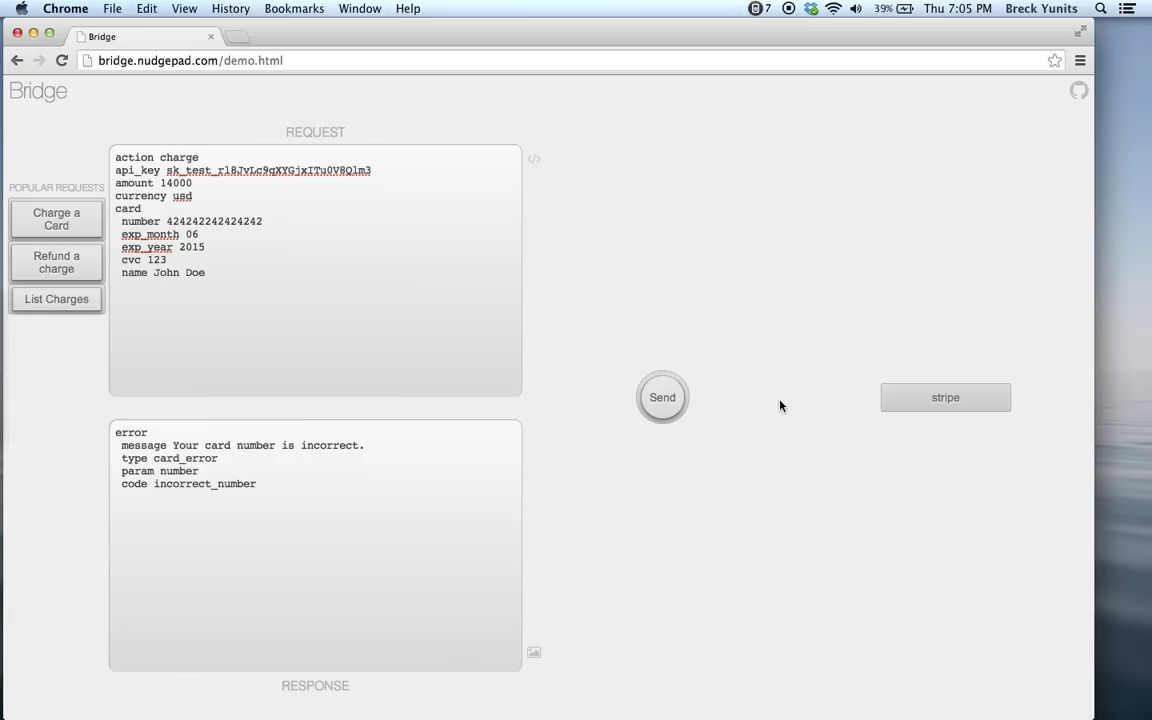 Chrome File Edit View History Bookmarks Window Help 7 39% Thu 7:05 PM Breck Yunits
Bridge
bridge.nudgepad.com/demo.html
Bridge
REQUEST
action charge
api_key sk_test_rl8JvLc9qXYGjxITu0V8Qlm3
amount 14000
currency usd
card
number 424242242424242
exp_month 06
exp_year 2015
cvc 123
name John Doe
</>
POPULAR REQUESTS
Charge a
Card
Refund a
charge
List Charges
Send
stripe
error
message Your card number is incorrect.
type card_error
param number
code incorrect_number
RESPONSE